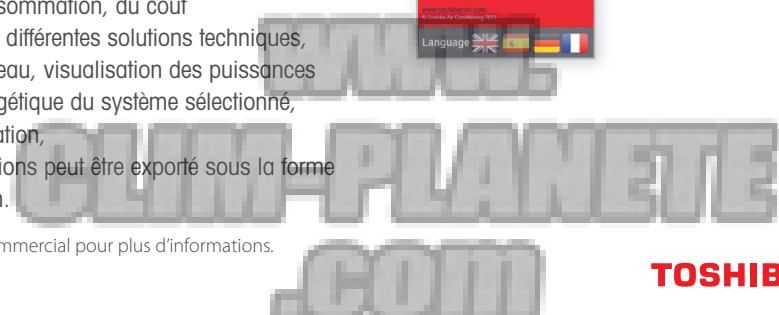 sommation, du coût
différentes solutions techniques,
eau, visualisation des puissances
gétique du système sélectionné,
ation,
ions peut être exporté sous la forme
n.
mmercial pour plus d'informations.
www.toshibaclim.com
© Toshiba Air Conditioning 2013
Language
www.
CLIM-PLANETE
.com
TOSHIB